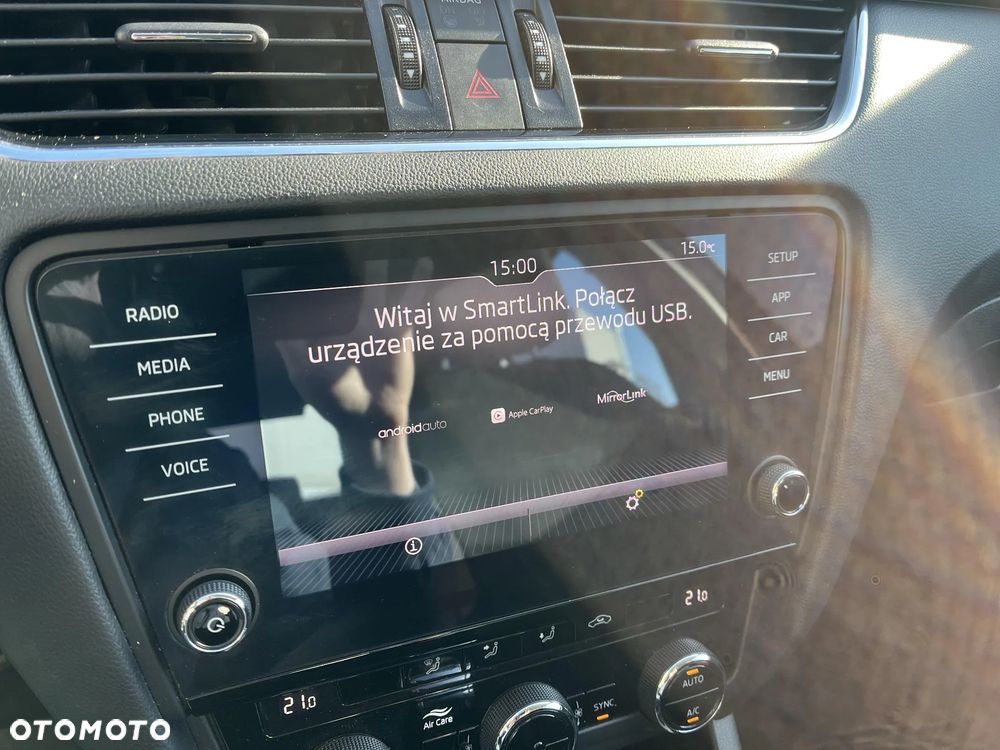 AIRBAG
15:00
15.0°C
Witaj w SmartLink. Połącz
urządzenie za pomocą przewodu USB.
androidauto
Apple CarPlay
MirrorLink
RADIO
MEDIA
PHONE
VOICE
SETUP
APP
CAR
MENU
21.0
21.0
Air Care
SYNC
AUTO
A/C
OTOMOTO